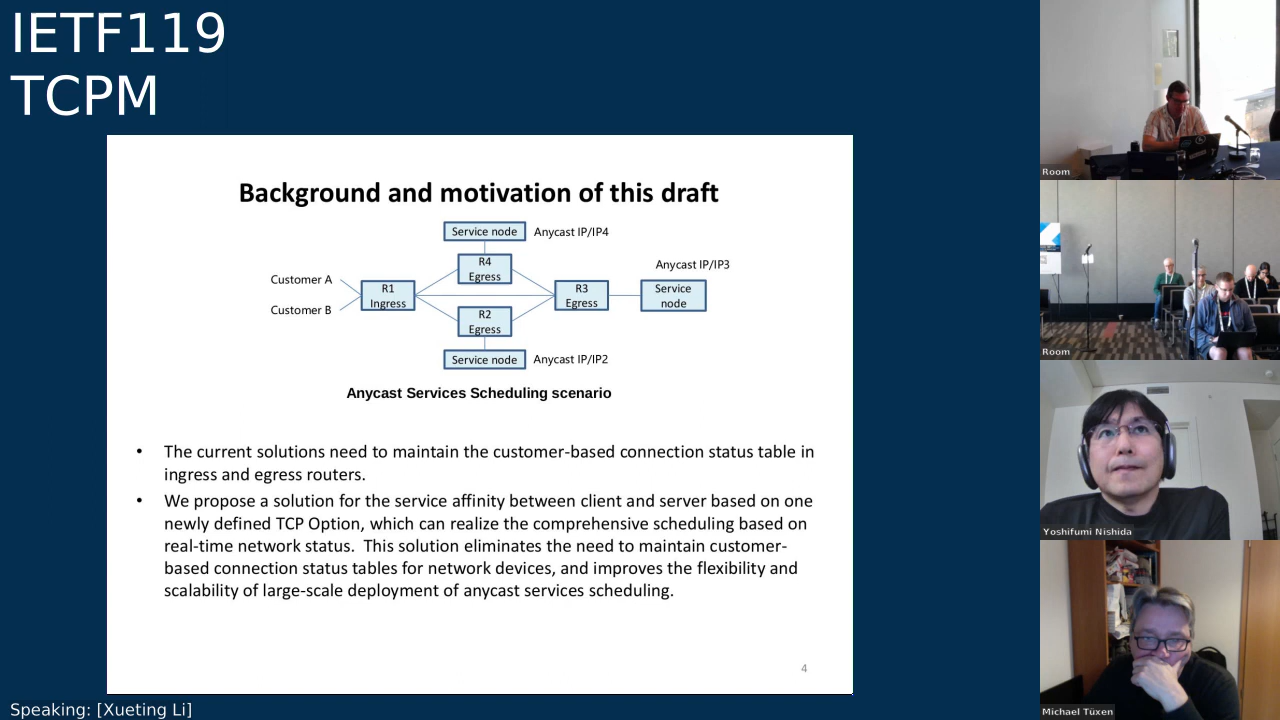 IETF119
TCPM
Background and motivation of this draft
Service node
Anycast IP/IP4
R4
Egress
Anycast IP/IP3
Customer A
R1
Ingress
R3
Egress
Service
node
Customer B
R2
Egress
Service node
Anycast IP/IP2
Anycast Services Scheduling scenario
• The current solutions need to maintain the customer-based connection status table in
ingress and egress routers.
• We propose a solution for the service affinity between client and server based on one
newly defined TCP Option, which can realize the comprehensive scheduling based on
real-time network status. This solution eliminates the need to maintain customer-
based connection status tables for network devices, and improves the flexibility and
scalability of large-scale deployment of anycast services scheduling.
4
Speaking: [Xueting Li]
Room
Room
Yoshifumi Nishida
Michael Tüxen